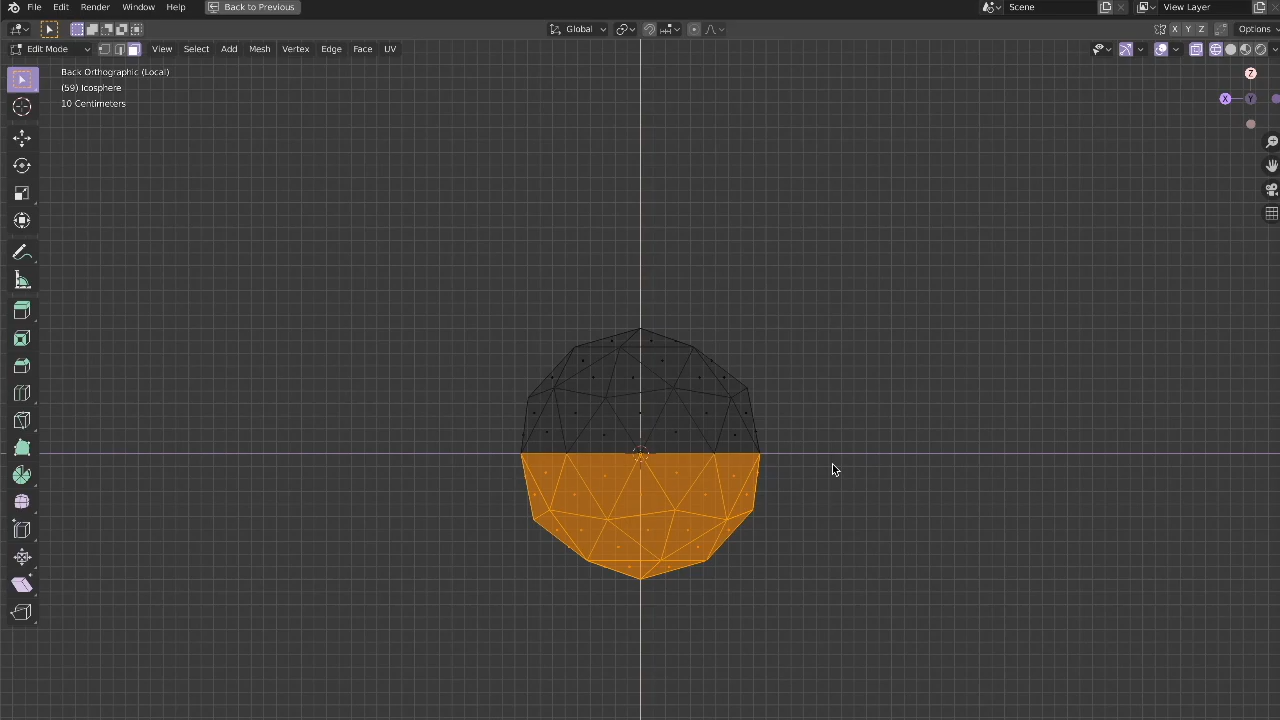 File Edit Render Window Help Back to Previous Scene View Layer
Global X Y Z Options
Edit Mode View Select Add Mesh Vertex Edge Face UV
Back Orthographic (Local)
(59) Icosphere
10 Centimeters
Z
X Y